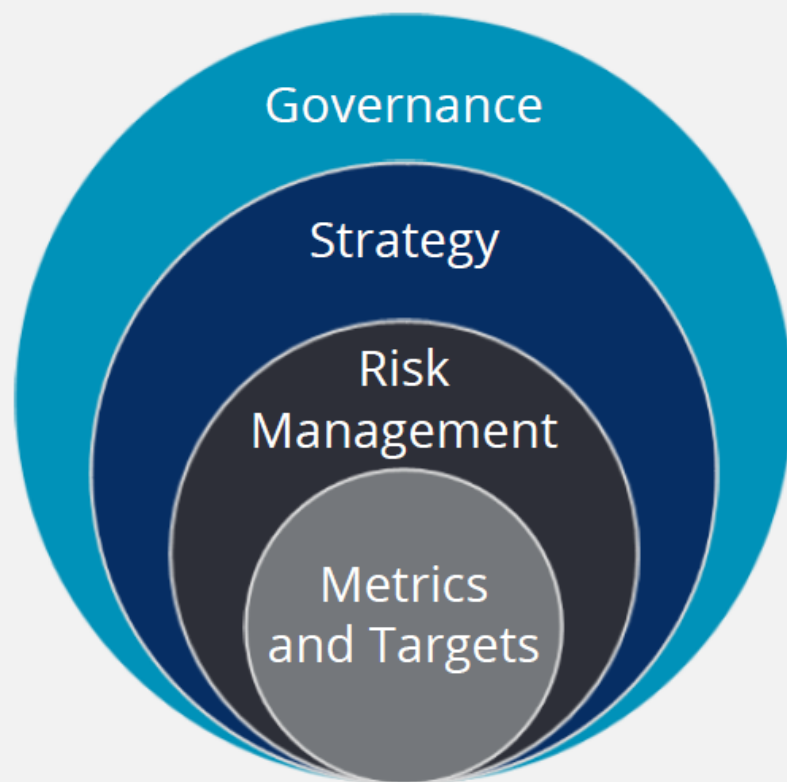 Governance
Strategy
Risk
Management
Metrics
and Targets